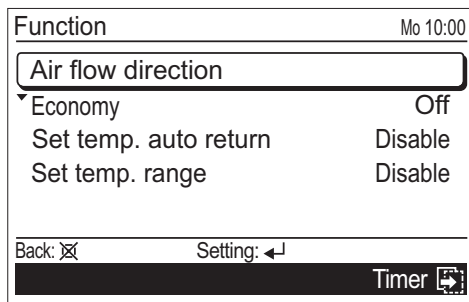 Function Mo 10:00
Air flow direction
Economy Off
Set temp. auto return Disable
Set temp. range Disable
Back: Setting:
Timer